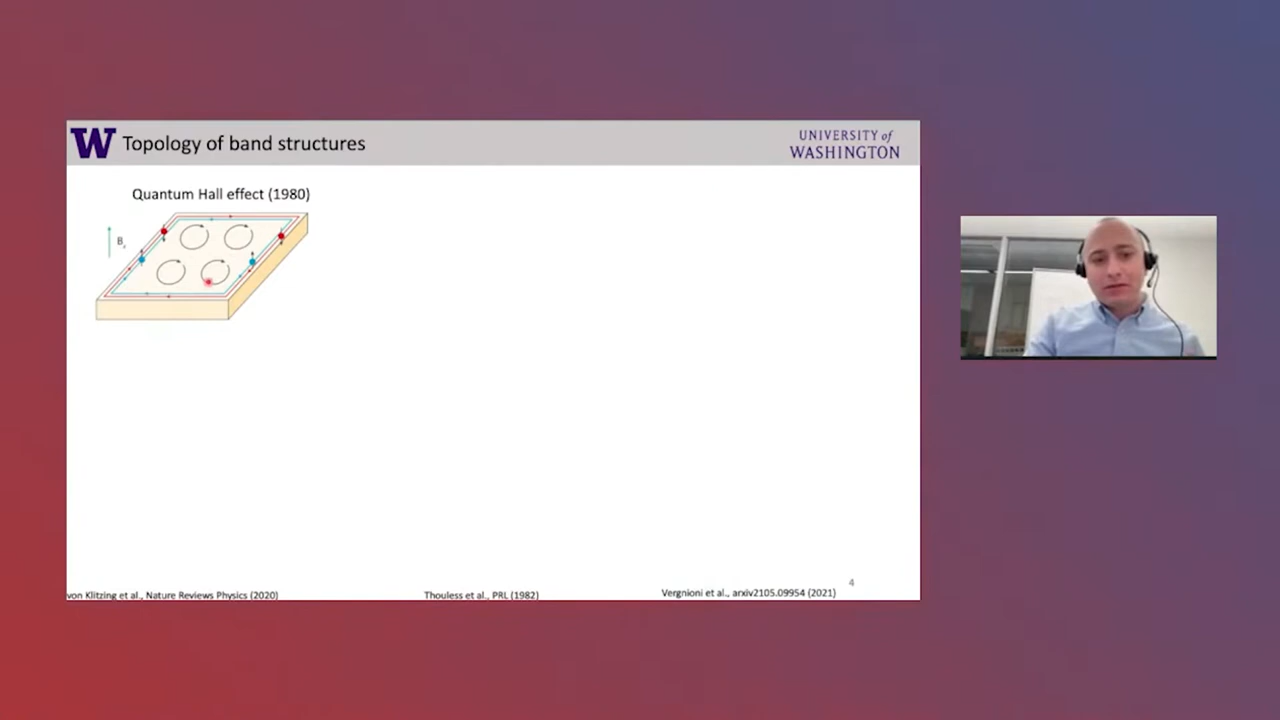 W Topology of band structures
UNIVERSITY of
WASHINGTON
Quantum Hall effect (1980)
Bz
von Klitzing et al., Nature Reviews Physics (2020)
Thouless et al., PRL (1982)
Vergnioni et al., arxiv2105.09954 (2021)
4